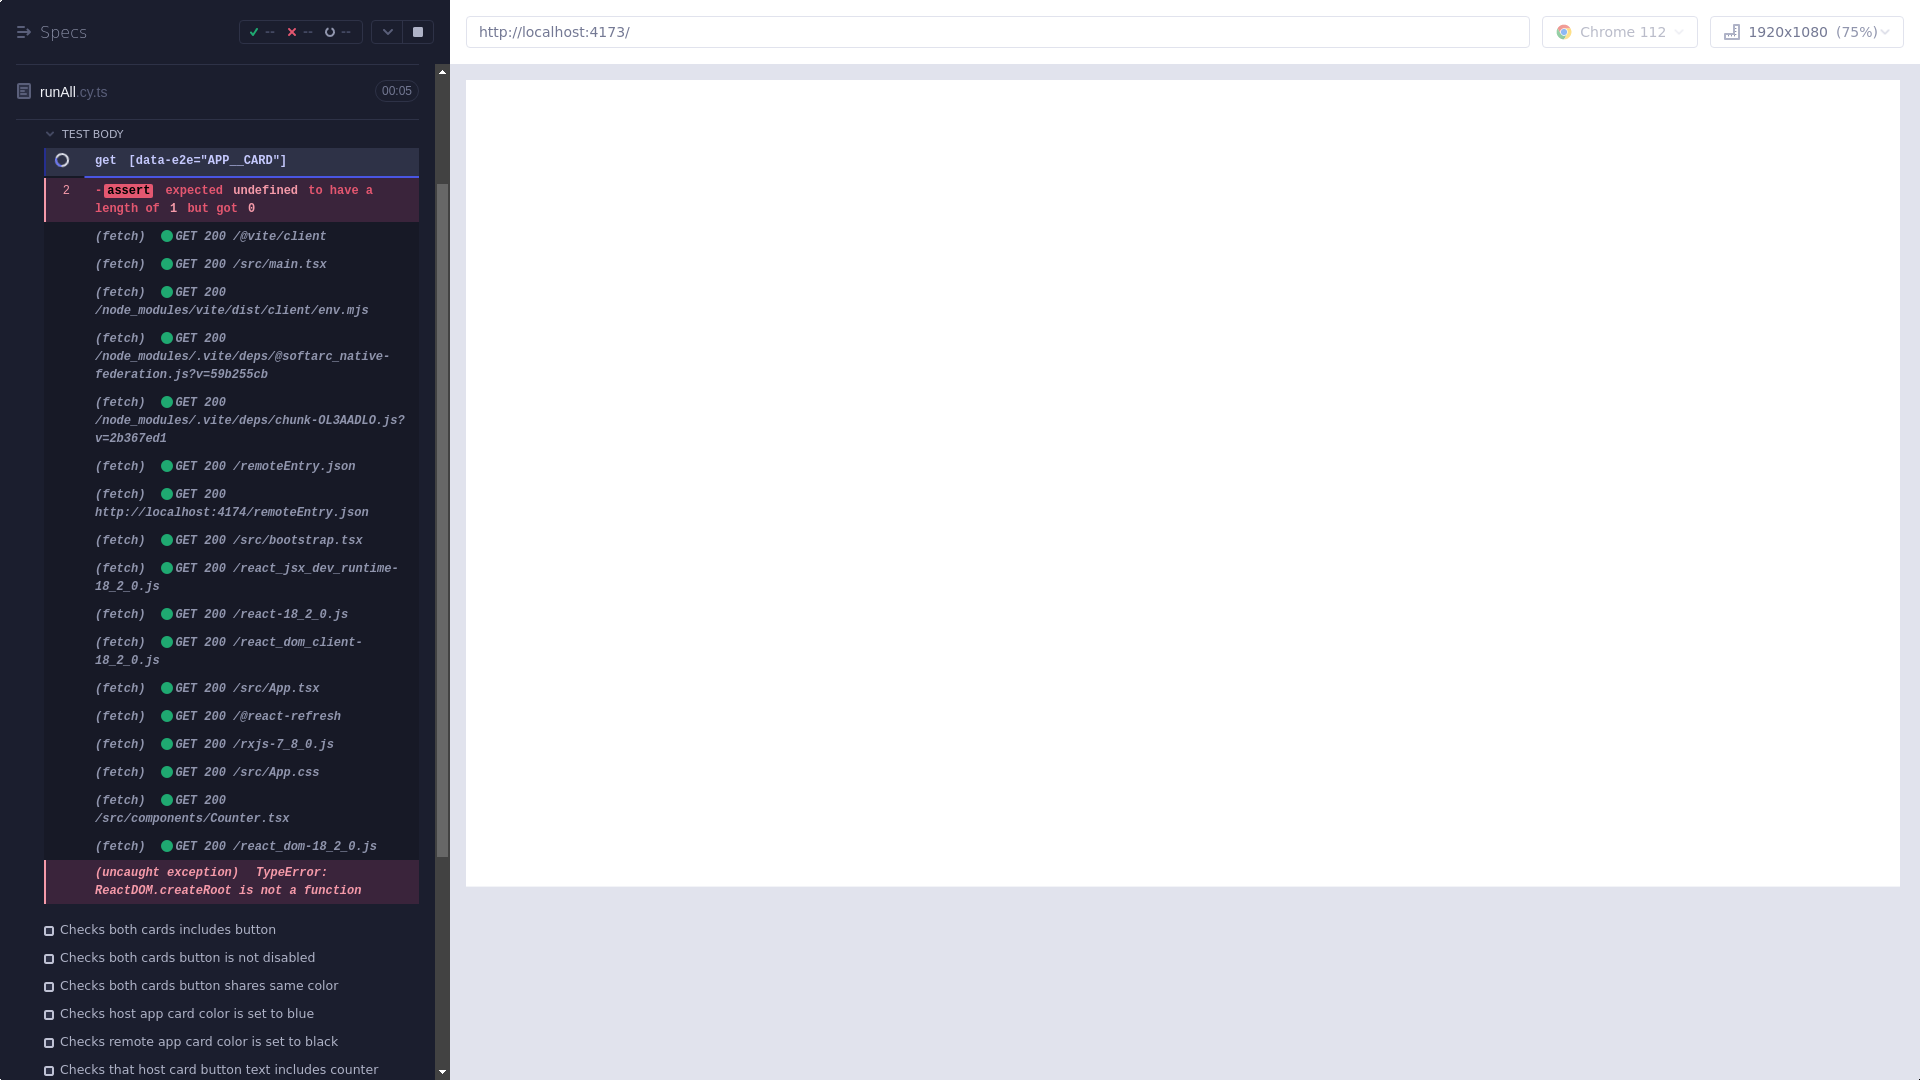 Specs
-- -- --
http://localhost:4173/
Chrome 112
1920x1080 (75%)
runAll.cy.ts
00:05
TEST BODY
get [data-e2e="APP__CARD"]
2 -assert expected undefined to have a
length of 1 but got 0
(fetch) GET 200 /@vite/client
(fetch) GET 200 /src/main.tsx
(fetch) GET 200
/node_modules/vite/dist/client/env.mjs
(fetch) GET 200
/node_modules/.vite/deps/@softarc_native-
federation.js?v=59b255cb
(fetch) GET 200
/node_modules/.vite/deps/chunk-OL3AADLO.js?
v=2b367ed1
(fetch) GET 200 /remoteEntry.json
(fetch) GET 200
http://localhost:4174/remoteEntry.json
(fetch) GET 200 /src/bootstrap.tsx
(fetch) GET 200 /react_jsx_dev_runtime-
18_2_0.js
(fetch) GET 200 /react-18_2_0.js
(fetch) GET 200 /react_dom_client-
18_2_0.js
(fetch) GET 200 /src/App.tsx
(fetch) GET 200 /@react-refresh
(fetch) GET 200 /rxjs-7_8_0.js
(fetch) GET 200 /src/App.css
(fetch) GET 200
/src/components/Counter.tsx
(fetch) GET 200 /react_dom-18_2_0.js
(uncaught exception) TypeError:
ReactDOM.createRoot is not a function
Checks both cards includes button
Checks both cards button is not disabled
Checks both cards button shares same color
Checks host app card color is set to blue
Checks remote app card color is set to black
Checks that host card button text includes counter